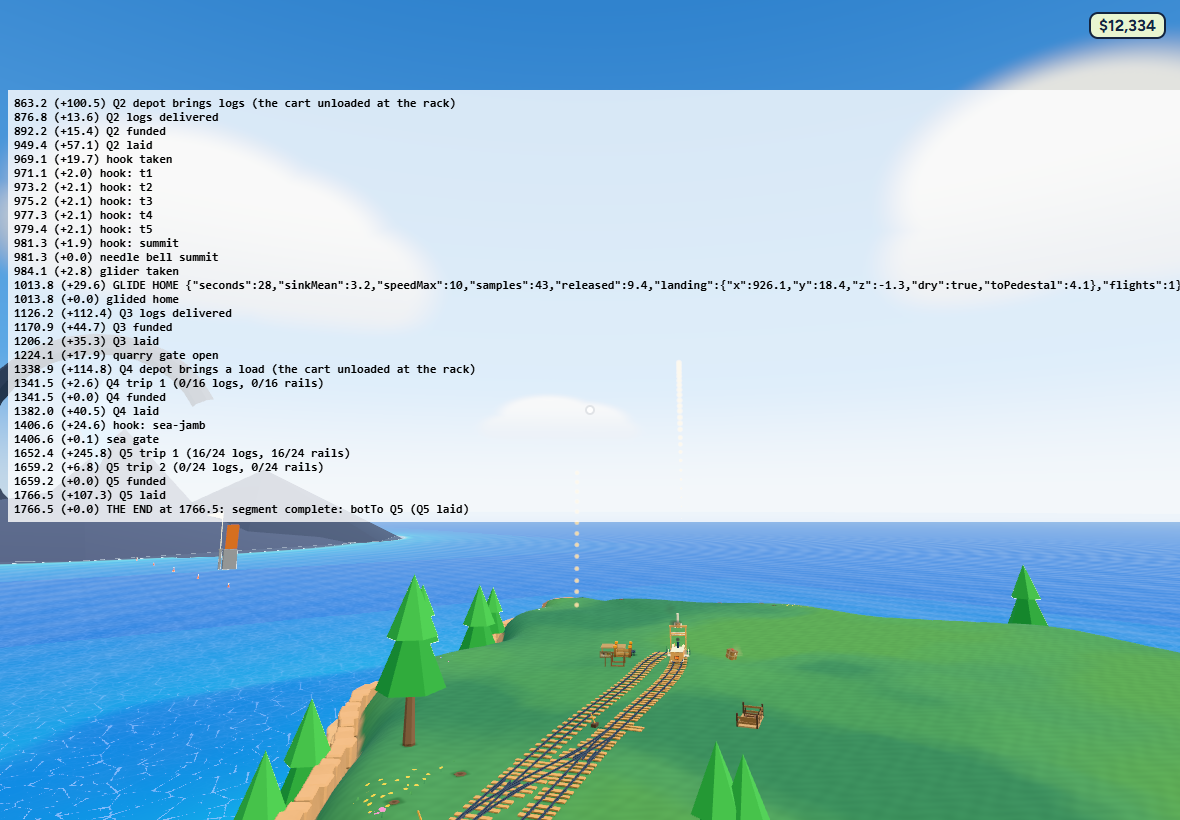 $12,334
863.2 (+100.5) Q2 depot brings logs (the cart unloaded at the rack)
876.8 (+13.6) Q2 logs delivered
892.2 (+15.4) Q2 funded
949.4 (+57.1) Q2 laid
969.1 (+19.7) hook taken
971.1 (+2.0) hook: t1
973.2 (+2.1) hook: t2
975.2 (+2.1) hook: t3
977.3 (+2.1) hook: t4
979.4 (+2.1) hook: t5
981.3 (+1.9) hook: summit
981.3 (+0.0) needle bell summit
984.1 (+2.8) glider taken
1013.8 (+29.6) GLIDE HOME {"seconds":28,"sinkMean":3.2,"speedMax":10,"samples":43,"released":9.4,"landing":{"x":926.1,"y":18.4,"z":-1.3,"dry":true,"toPedestal":4.1},"flights":1}
1013.8 (+0.0) glided home
1126.2 (+112.4) Q3 logs delivered
1170.9 (+44.7) Q3 funded
1206.2 (+35.3) Q3 laid
1224.1 (+17.9) quarry gate open
1338.9 (+114.8) Q4 depot brings a load (the cart unloaded at the rack)
1341.5 (+2.6) Q4 trip 1 (0/16 logs, 0/16 rails)
1341.5 (+0.0) Q4 funded
1382.0 (+40.5) Q4 laid
1406.6 (+24.6) hook: sea-jamb
1406.6 (+0.1) sea gate
1652.4 (+245.8) Q5 trip 1 (16/24 logs, 16/24 rails)
1659.2 (+6.8) Q5 trip 2 (0/24 logs, 0/24 rails)
1659.2 (+0.0) Q5 funded
1766.5 (+107.3) Q5 laid
1766.5 (+0.0) THE END at 1766.5: segment complete: botTo Q5 (Q5 laid)